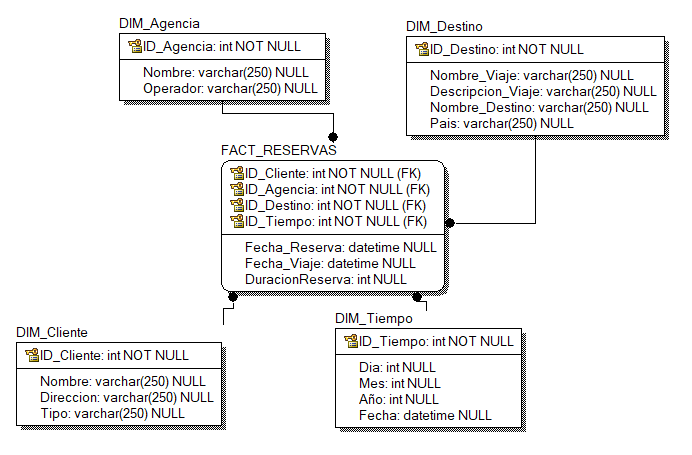 DIM_Agencia
ID_Agencia: int NOT NULL
Nombre: varchar(250) NULL
Operador: varchar(250) NULL
DIM_Destino
ID_Destino: int NOT NULL
Nombre_Viaje: varchar(250) NULL
Descripcion_Viaje: varchar(250) NULL
Nombre_Destino: varchar(250) NULL
Pais: varchar(250) NULL
FACT_RESERVAS
ID_Cliente: int NOT NULL (FK)
ID_Agencia: int NOT NULL (FK)
ID_Destino: int NOT NULL (FK)
ID_Tiempo: int NOT NULL (FK)
Fecha_Reserva: datetime NULL
Fecha_Viaje: datetime NULL
DuracionReserva: int NULL
DIM_Cliente
ID_Cliente: int NOT NULL
Nombre: varchar(250) NULL
Direccion: varchar(250) NULL
Tipo: varchar(250) NULL
DIM_Tiempo
ID_Tiempo: int NOT NULL
Dia: int NULL
Mes: int NULL
Año: int NULL
Fecha: datetime NULL